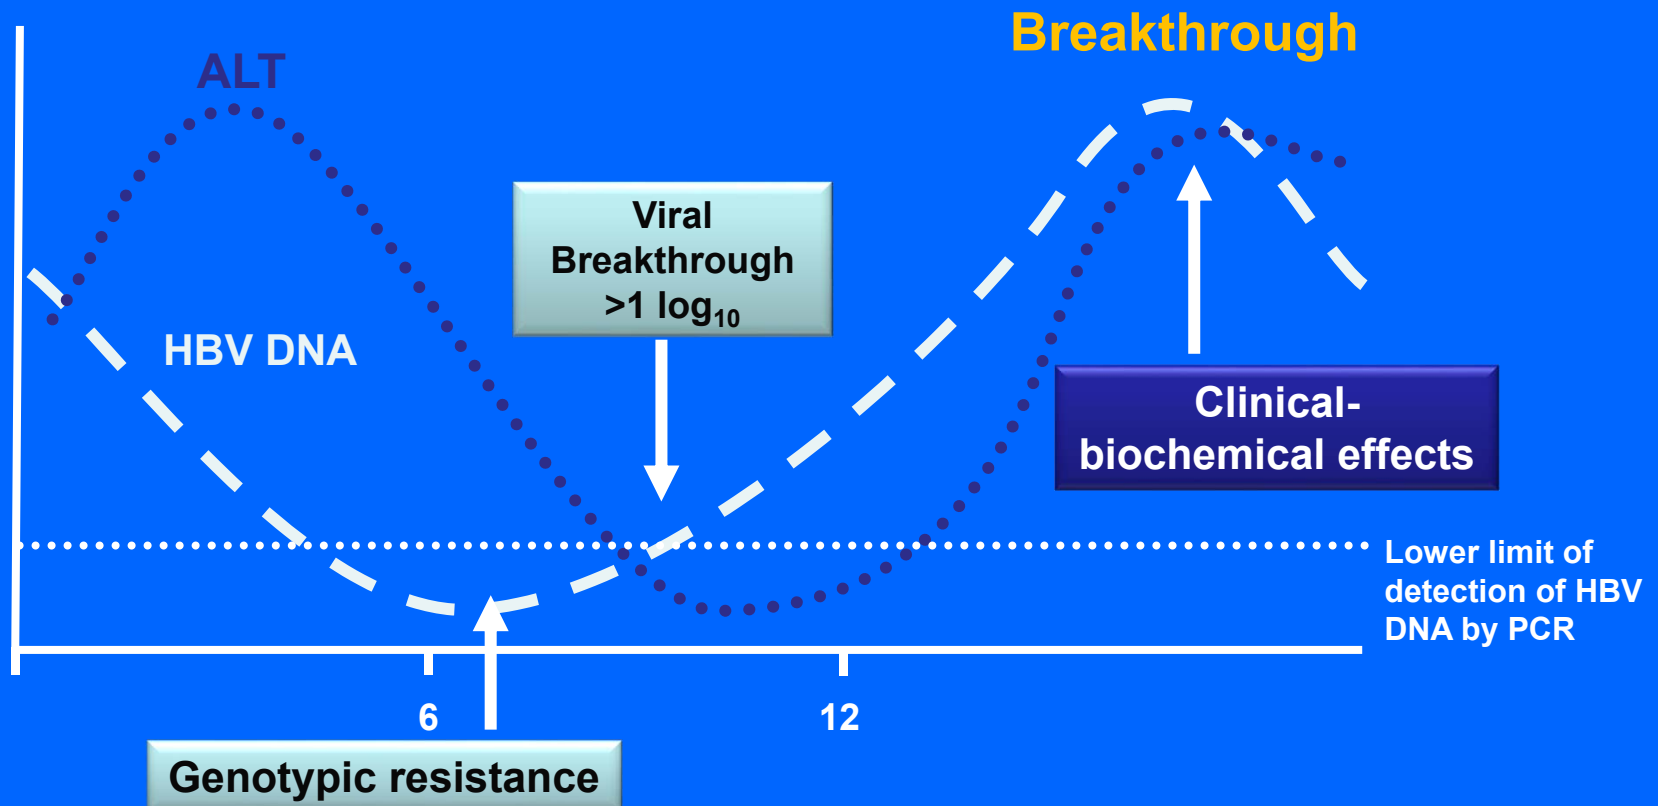 Breakthrough
ALT
Viral
Breakthrough
>1 log₁₀
HBV DNA
Clinical-
biochemical effects
Lower limit of
detection of HBV
DNA by PCR
6
12
Genotypic resistance